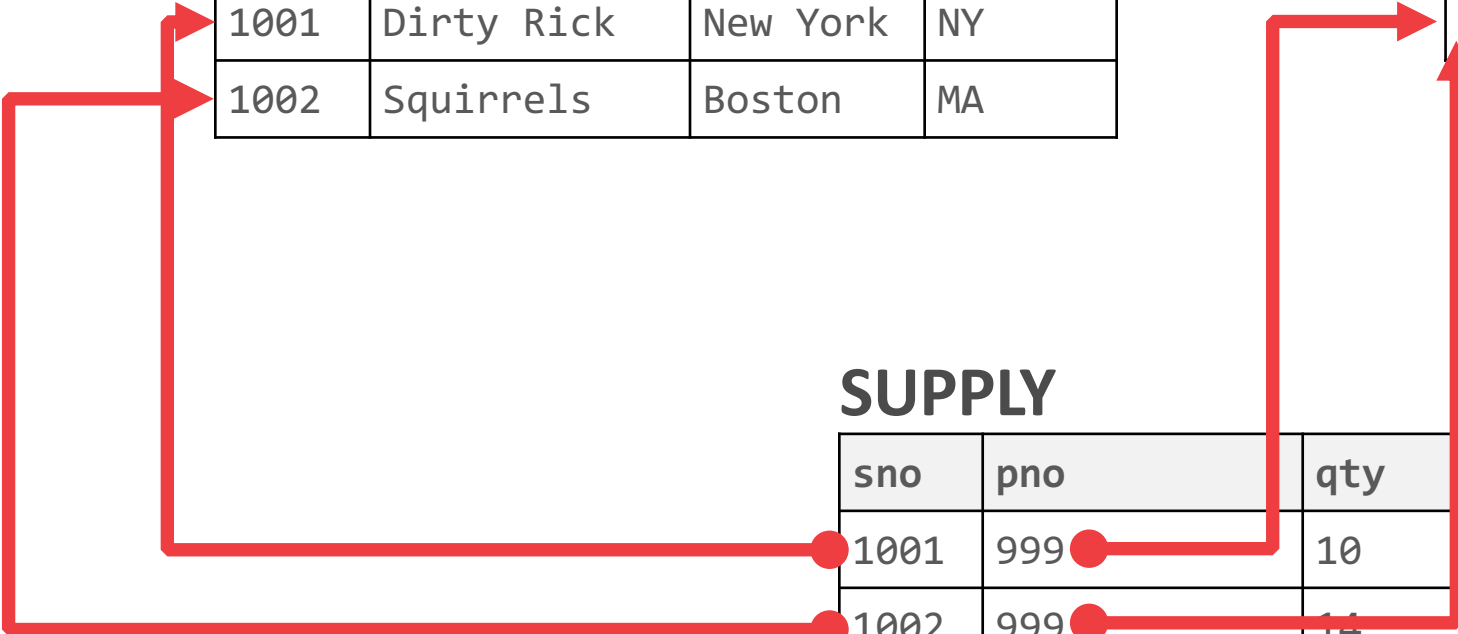 1001 Dirty Rick New York NY
1002 Squirrels Boston MA
SUPPLY
sno pno qty
1001 999 10
1002 999 14